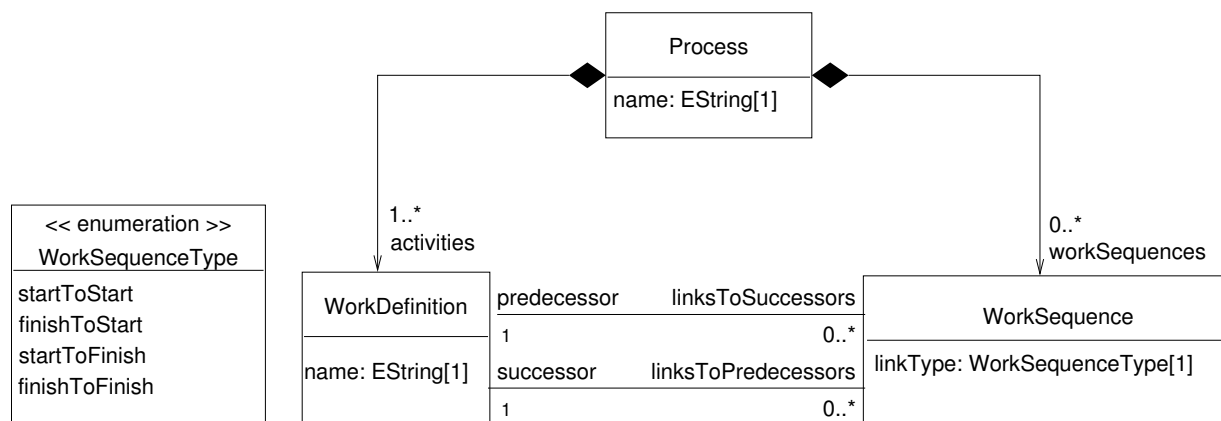 Process
name: EString[1]
1..*
activities
0..*
workSequences
<< enumeration >>
WorkSequenceType
startToStart
finishToStart
startToFinish
finishToFinish
WorkDefinition
name: EString[1]
predecessor linksToSuccessors
1 0..*
successor linksToPredecessors
1 0..*
WorkSequence
linkType: WorkSequenceType[1]